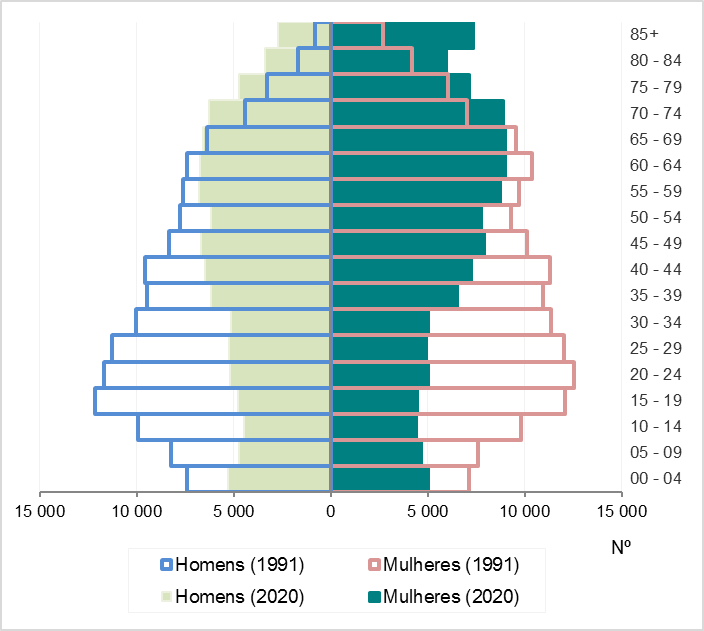 85+
80 - 84
75 - 79
70 - 74
65 - 69
60 - 64
55 - 59
50 - 54
45 - 49
40 - 44
35 - 39
30 - 34
25 - 29
20 - 24
15 - 19
10 - 14
05 - 09
00 - 04
15 000 10 000 5 000 0 5 000 10 000 15 000
Nº
Homens (1991) Mulheres (1991)
Homens (2020) Mulheres (2020)